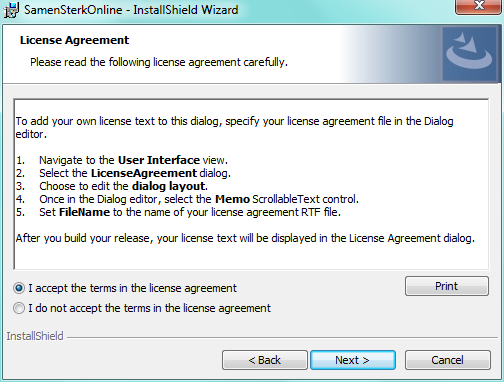 SamenSterkOnline - InstallShield Wizard
License Agreement
Please read the following license agreement carefully.
To add your own license text to this dialog, specify your license agreement file in the Dialog
editor.
1. Navigate to the User Interface view.
2. Select the LicenseAgreement dialog.
3. Choose to edit the dialog layout.
4. Once in the Dialog editor, select the Memo ScrollableText control.
5. Set FileName to the name of your license agreement RTF file.
After you build your release, your license text will be displayed in the License Agreement dialog.
I accept the terms in the license agreement
Print
I do not accept the terms in the license agreement
InstallShield
< Back
Next >
Cancel